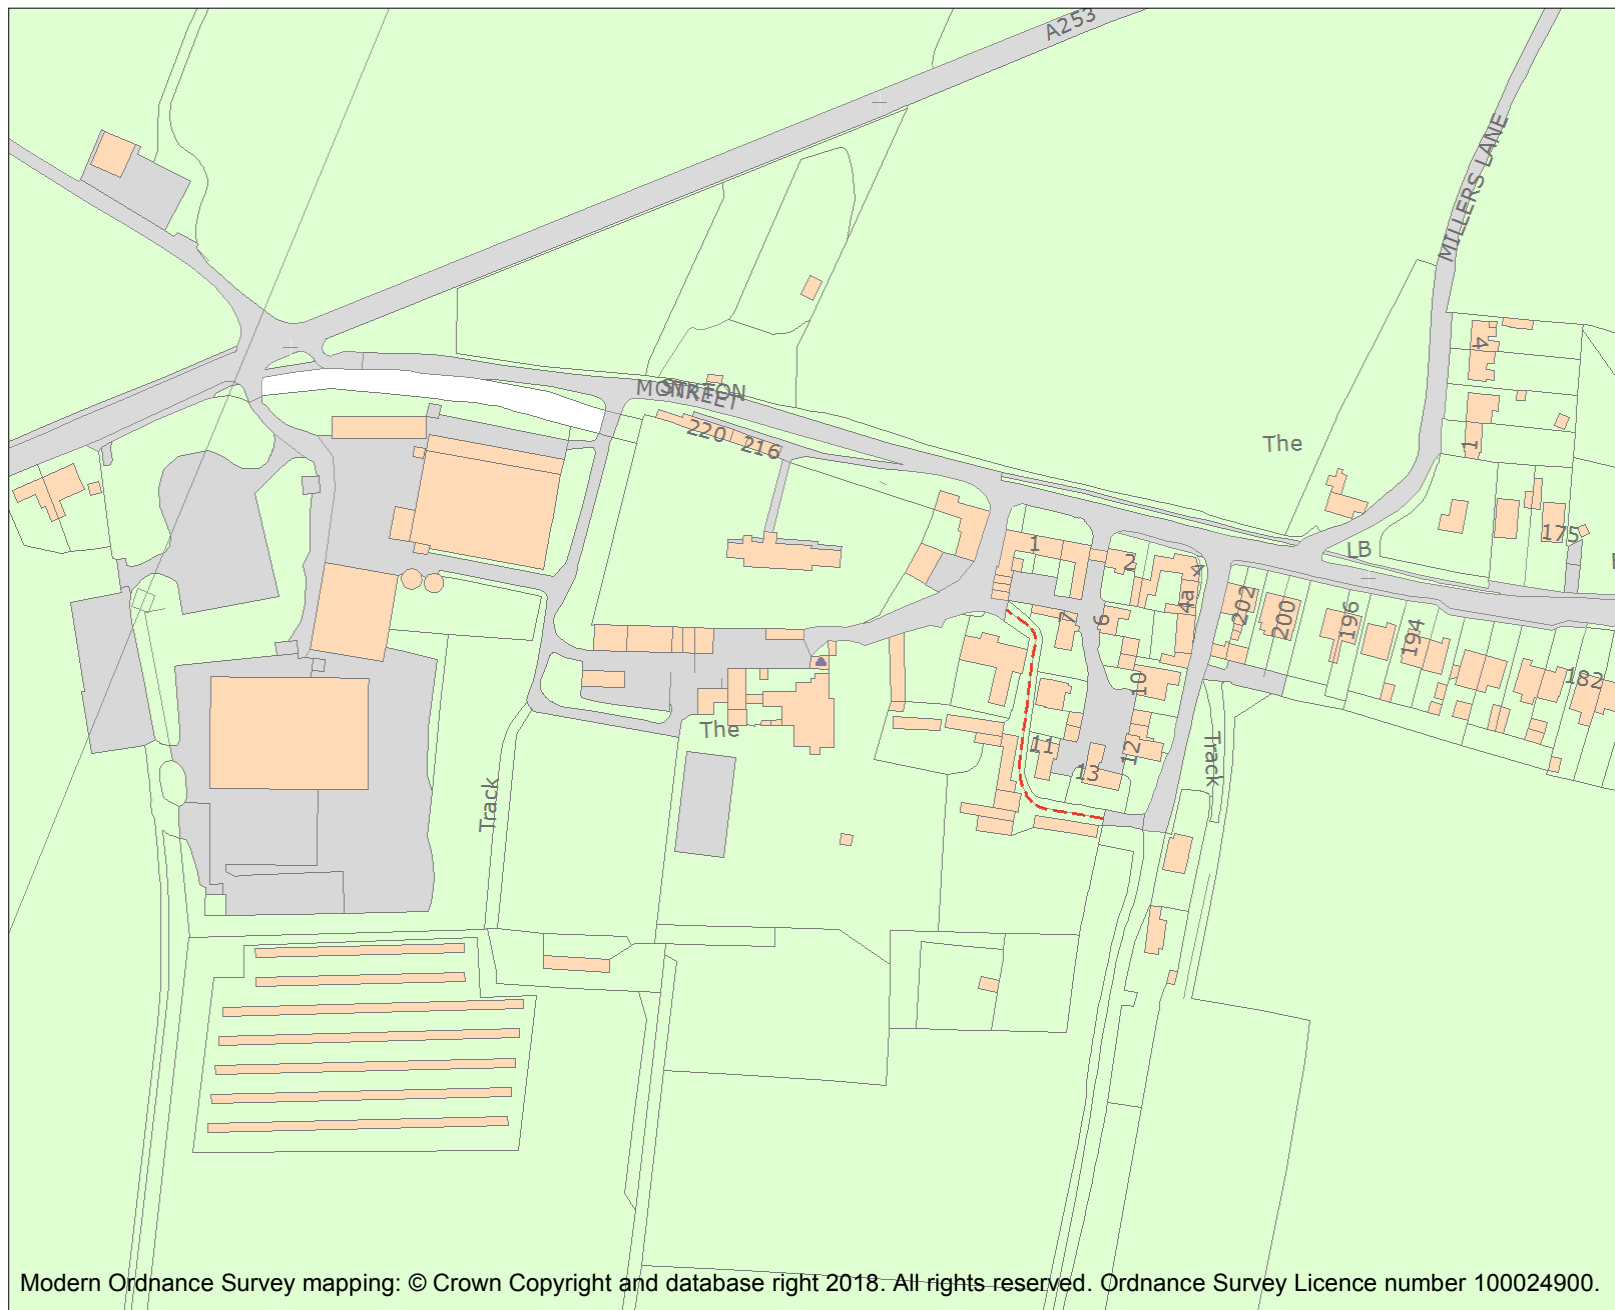 A253
MILLERS LANE
MONKTON
STREET
220
216
The
4
1
175
LB
1
2
4
4a
202
200
196
194
182
7
6
10
11
12
13
The
Track
Track
Modern Ordnance Survey mapping: © Crown Copyright and database right 2018. All rights reserved. Ordnance Survey Licence number 100024900.